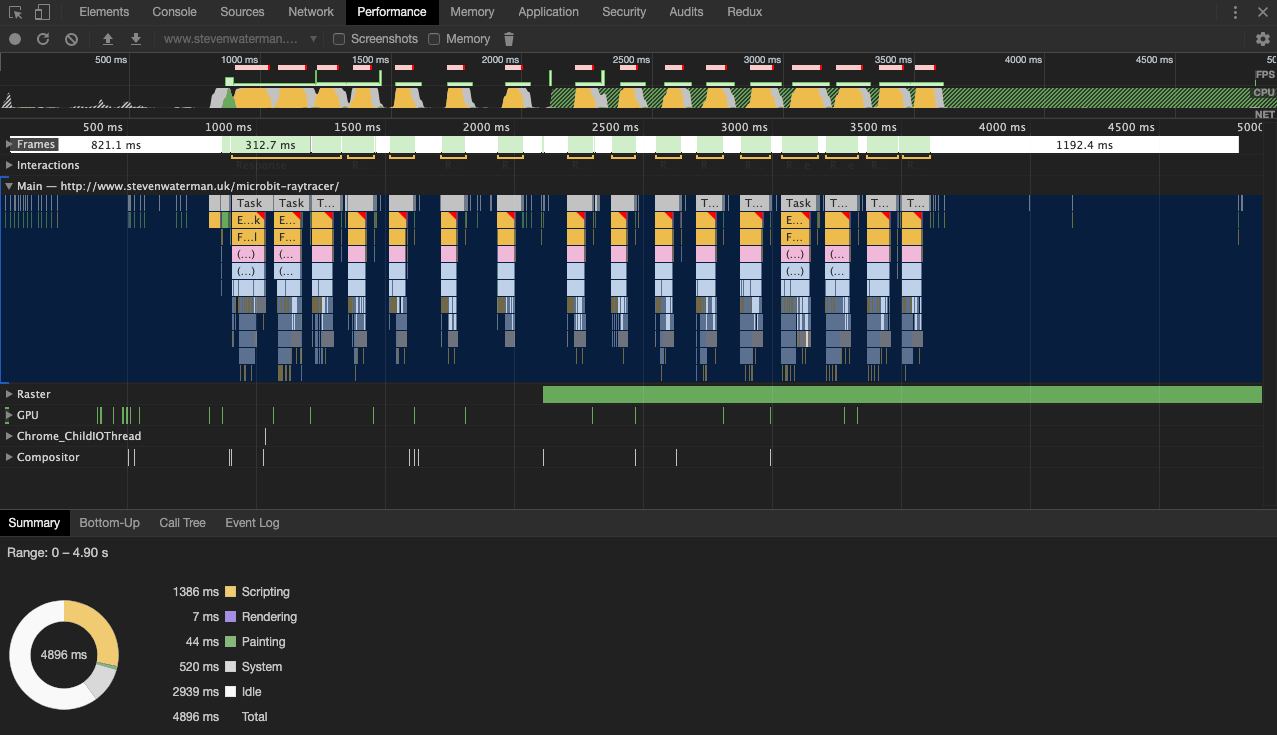 Elements Console Sources Network Performance Memory Application Security Audits Redux
www.stevenwaterman.… Screenshots Memory
500 ms 1000 ms 1500 ms 2000 ms 2500 ms 3000 ms 3500 ms 4000 ms 4500 ms 50
FPS
CPU
NET
500 ms 1000 ms 1500 ms 2000 ms 2500 ms 3000 ms 3500 ms 4000 ms 4500 ms 5000
Frames 821.1 ms 312.7 ms 1192.4 ms
Interactions
Main — http://www.stevenwaterman.uk/microbit-raytracer/
Task Task T… T… T… Task T… T… T…
E…k E… E…
F…l F… F…
(…) (… (…) (…
(…) (… (…) (…
Raster
GPU
Chrome_ChildIOThread
Compositor
Summary Bottom-Up Call Tree Event Log
Range: 0 – 4.90 s
4896 ms
1386 ms Scripting
7 ms Rendering
44 ms Painting
520 ms System
2939 ms Idle
4896 ms Total